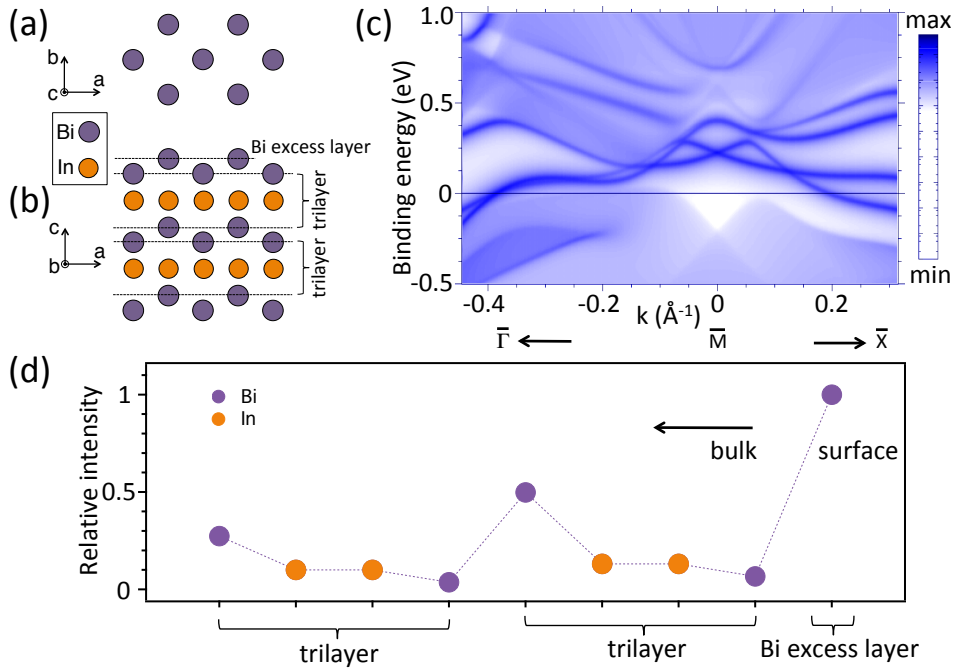 (a)
b
c
a
Bi
In
(b)
c
b
a
Bi excess layer
trilayer
trilayer
(c)
1.0
0.5
0
-0.5
Binding energy (eV)
-0.4
-0.2
0
0.2
k (Å⁻¹)
Γ̅
M̅
X̅
max
min
(d)
Bi
In
1
0.5
0
Relative intensity
bulk
surface
trilayer
trilayer
Bi excess layer